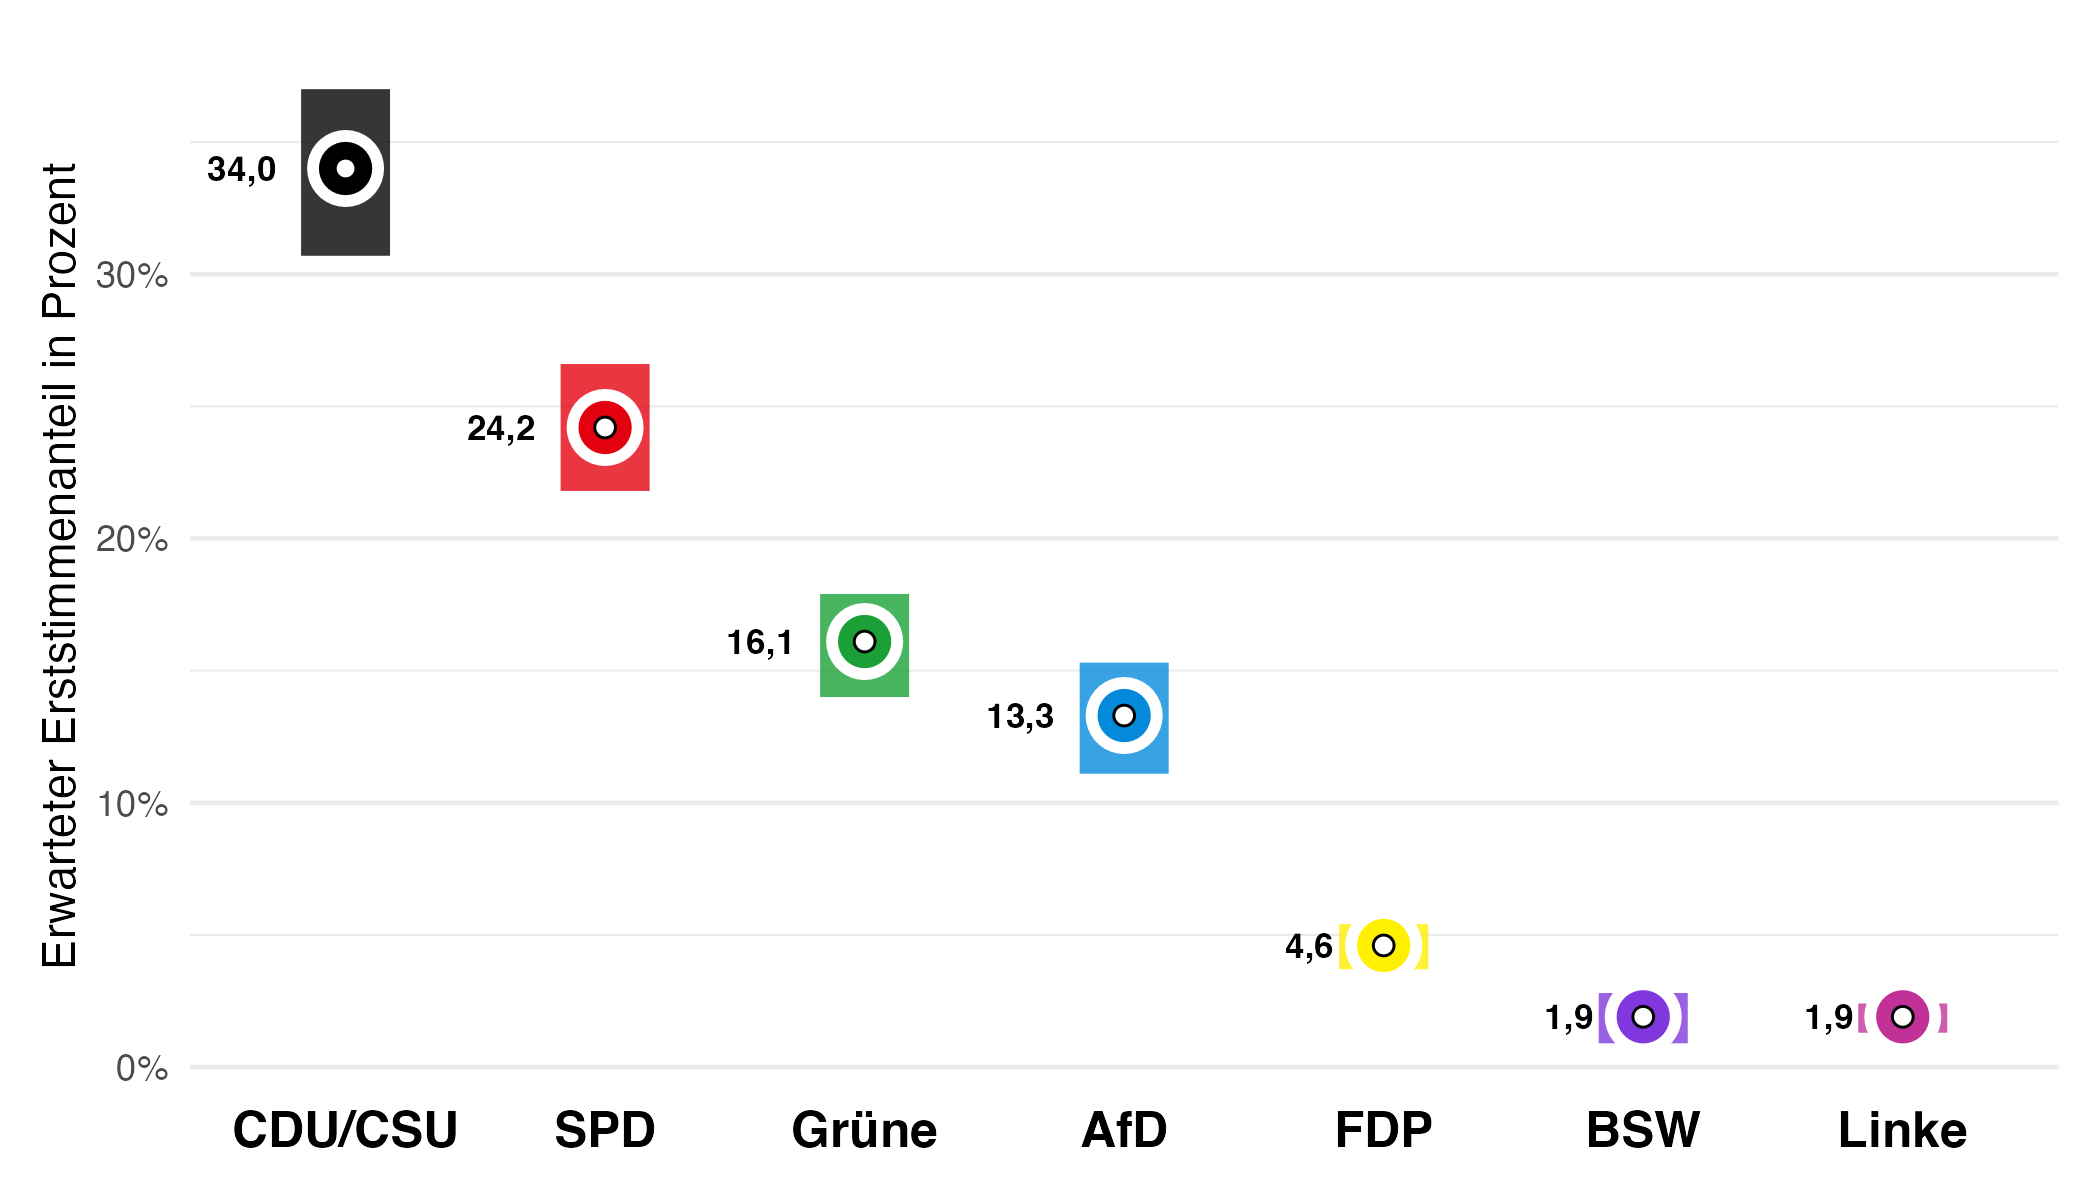 Erwarteter Erststimmenanteil in Prozent
34,0
30%
24,2
20%
16,1
13,3
10%
4,6
1,9
1,9
0%
CDU/CSU
SPD
Grüne
AfD
FDP
BSW
Linke